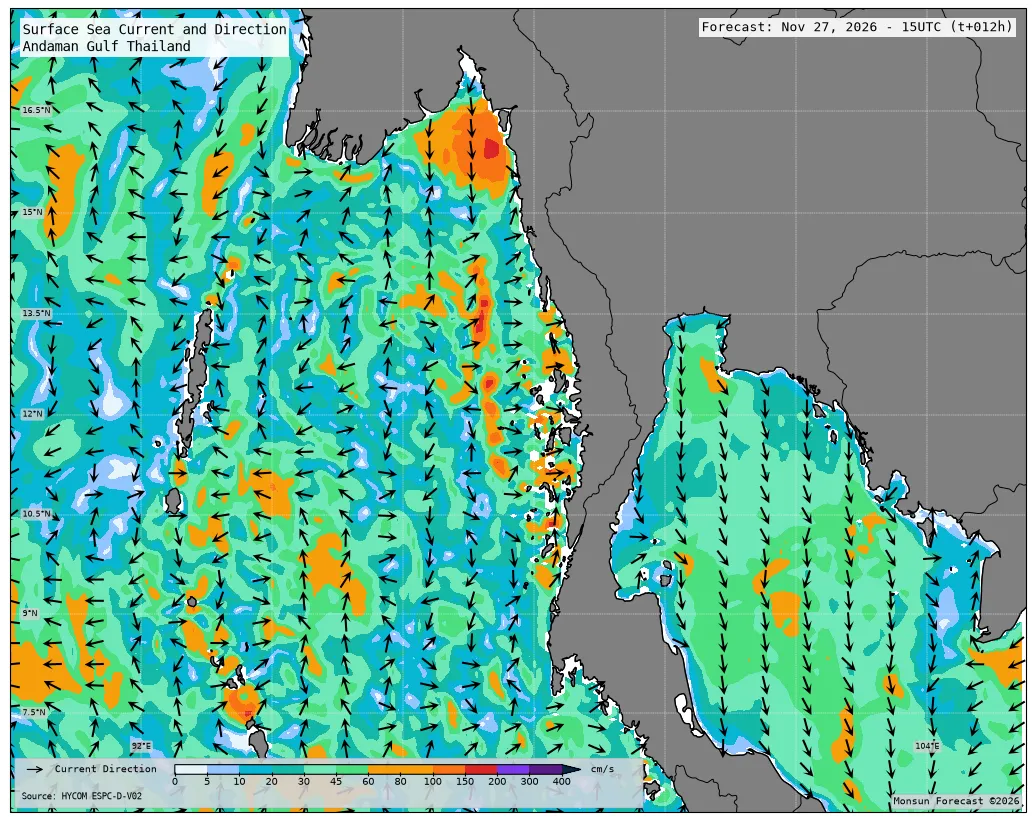 Surface Sea Current and Direction
Andaman Gulf Thailand
Forecast: Nov 27, 2026 - 15UTC (t+012h)
16.5°N
15°N
13.5°N
12°N
10.5°N
9°N
7.5°N
92°E
104°E
Current Direction
cm/s
0 5 10 20 30 45 60 80 100 150 200 300 400
Source: HYCOM ESPC-D-V02
Monsun Forecast ©2026